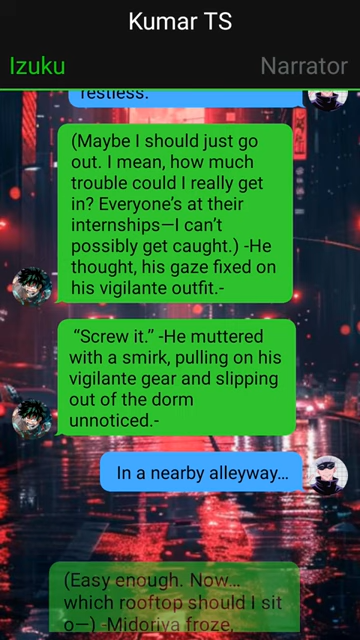 Kumar TS
Izuku
Narrator
restless.
(Maybe I should just go
out. I mean, how much
trouble could I really get
in? Everyone's at their
internships—I can't
possibly get caught.) -He
thought, his gaze fixed on
his vigilante outfit.-
“Screw it.” -He muttered
with a smirk, pulling on his
vigilante gear and slipping
out of the dorm
unnoticed.-
In a nearby alleyway…
(Easy enough. Now…
which rooftop should I sit
o—) -Midoriya froze,